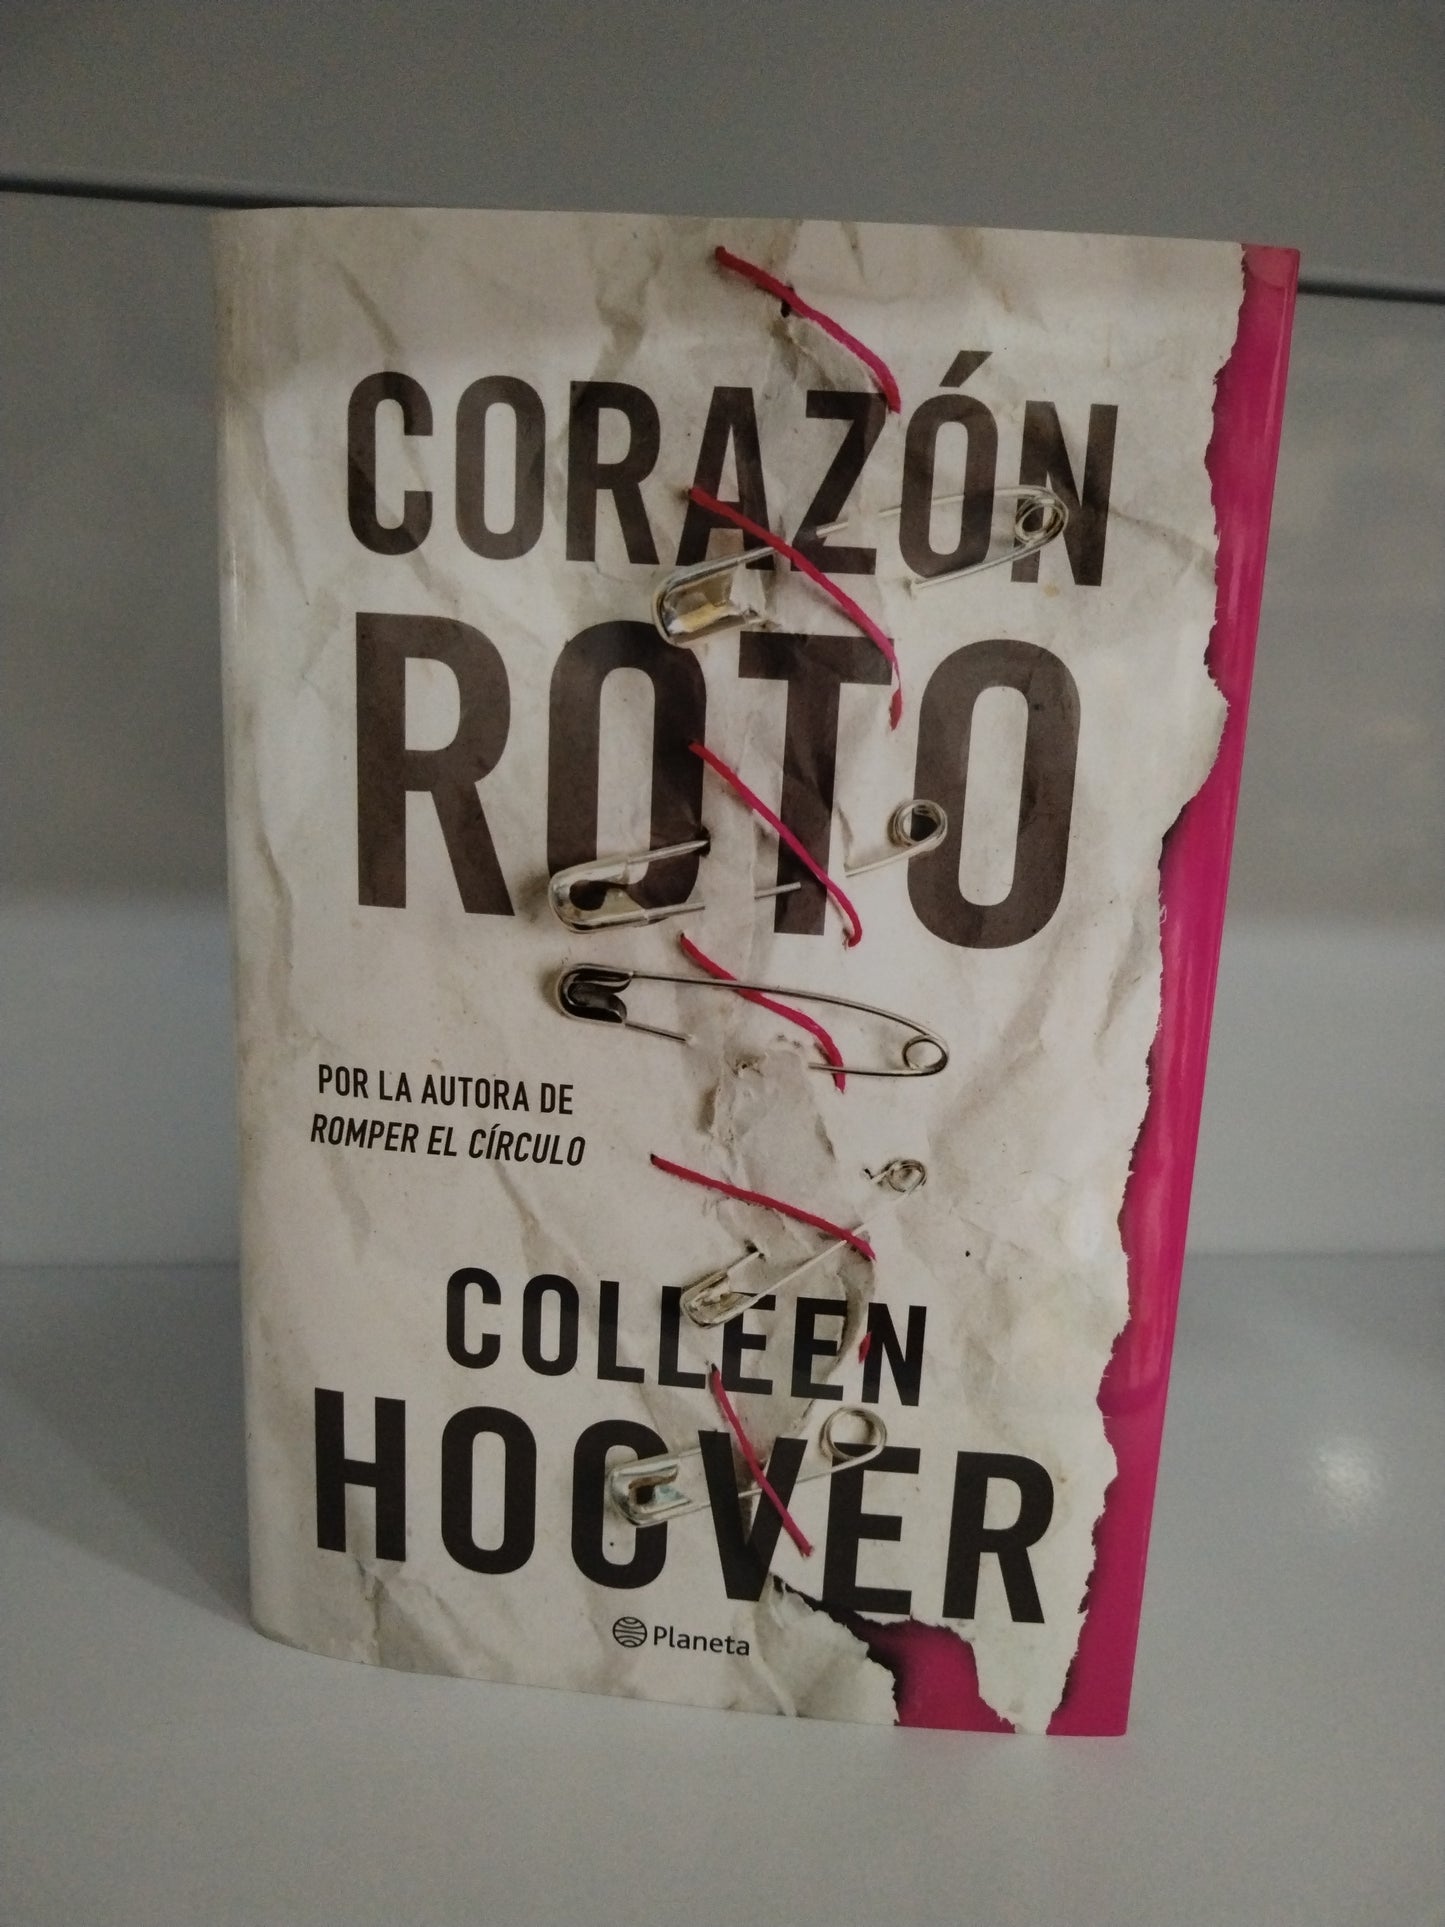 CORAZÓN
ROTO
POR LA AUTORA DE
ROMPER EL CÍRCULO
COLLEEN
HOOVER
Planeta